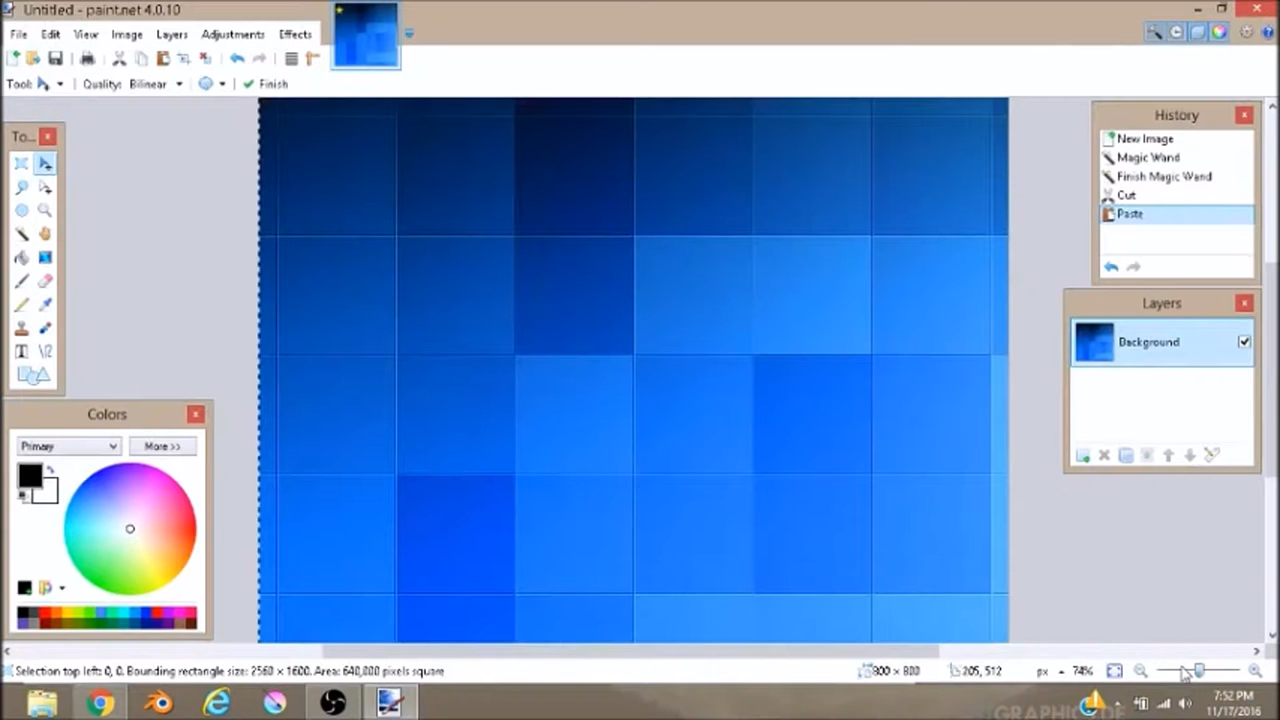 Untitled - paint.net 4.0.10
File Edit View Image Layers Adjustments Effects
Tool: Quality: Bilinear Finish
To...
History
New Image
Magic Wand
Finish Magic Wand
Cut
Paste
Layers
Background
Colors
Primary More >>
Selection top left: 0, 0. Bounding rectangle size: 2560 × 1600. Area: 640,000 pixels square
800 × 800 205, 512 px 74%
7:52 PM
11/17/2016